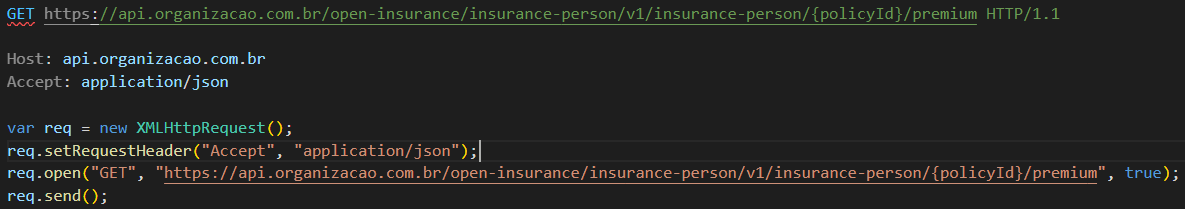 GET https://api.organizacao.com.br/open-insurance/insurance-person/v1/insurance-person/{policyId}/premium HTTP/1.1
Host: api.organizacao.com.br
Accept: application/json
var req = new XMLHttpRequest();
req.setRequestHeader("Accept", "application/json");
req.open("GET", "https://api.organizacao.com.br/open-insurance/insurance-person/v1/insurance-person/{policyId}/premium", true);
req.send();